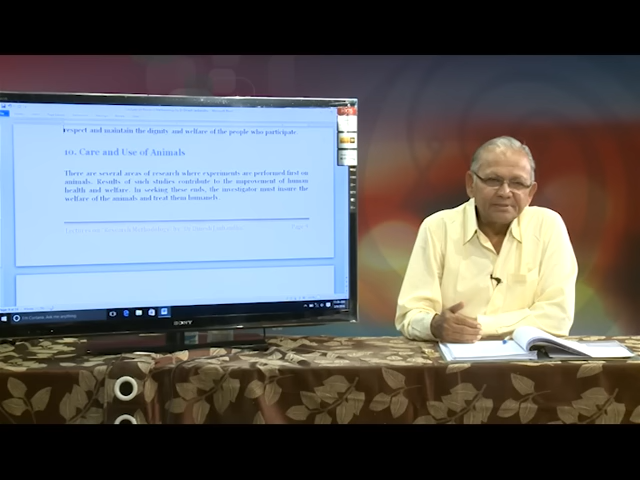 respect and maintain the dignity and welfare of the people who participate.
10. Care and Use of Animals
There are several areas of research where experiments are performed first on
animals. Results of such studies contribute to the improvement of human
health and welfare. In seeking these ends, the investigator must insure the
welfare of the animals and treat them humanely.
Page
SONY